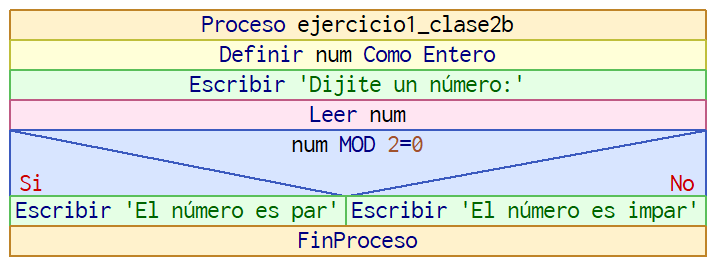 Proceso ejercicio1_clase2b
Definir num Como Entero
Escribir 'Dijite un número:'
Leer num
num MOD 2=0
Si No
Escribir 'El número es par' Escribir 'El número es impar'
FinProceso